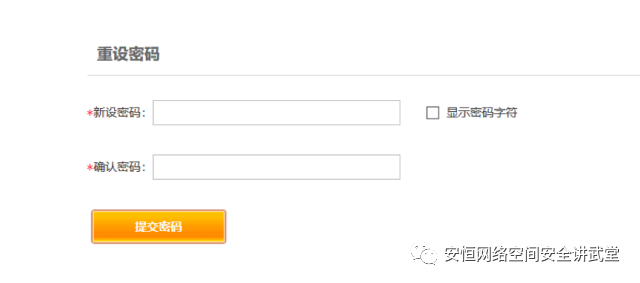 重设密码
*新设密码： 显示密码字符
*确认密码：
提交密码
安恒网络空间安全讲武堂